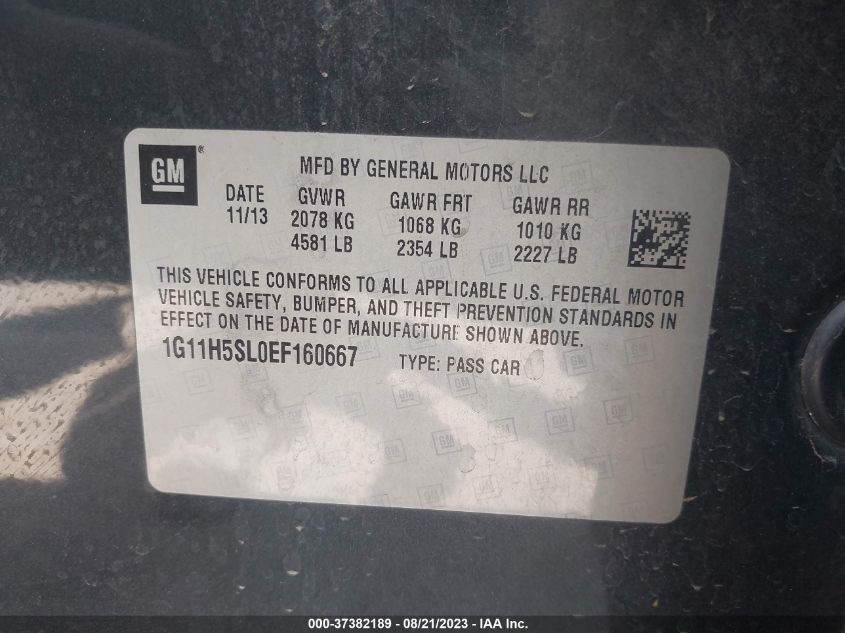 GM ® MFD BY GENERAL MOTORS LLC
DATE GVWR GAWR FRT GAWR RR
11/13 2078 KG 1068 KG 1010 KG
4581 LB 2354 LB 2227 LB
THIS VEHICLE CONFORMS TO ALL APPLICABLE U.S. FEDERAL MOTOR
VEHICLE SAFETY, BUMPER, AND THEFT PREVENTION STANDARDS IN
EFFECT ON THE DATE OF MANUFACTURE SHOWN ABOVE.
1G11H5SL0EF160667 TYPE: PASS CAR
000-37382189 - 08/21/2023 - IAA Inc.